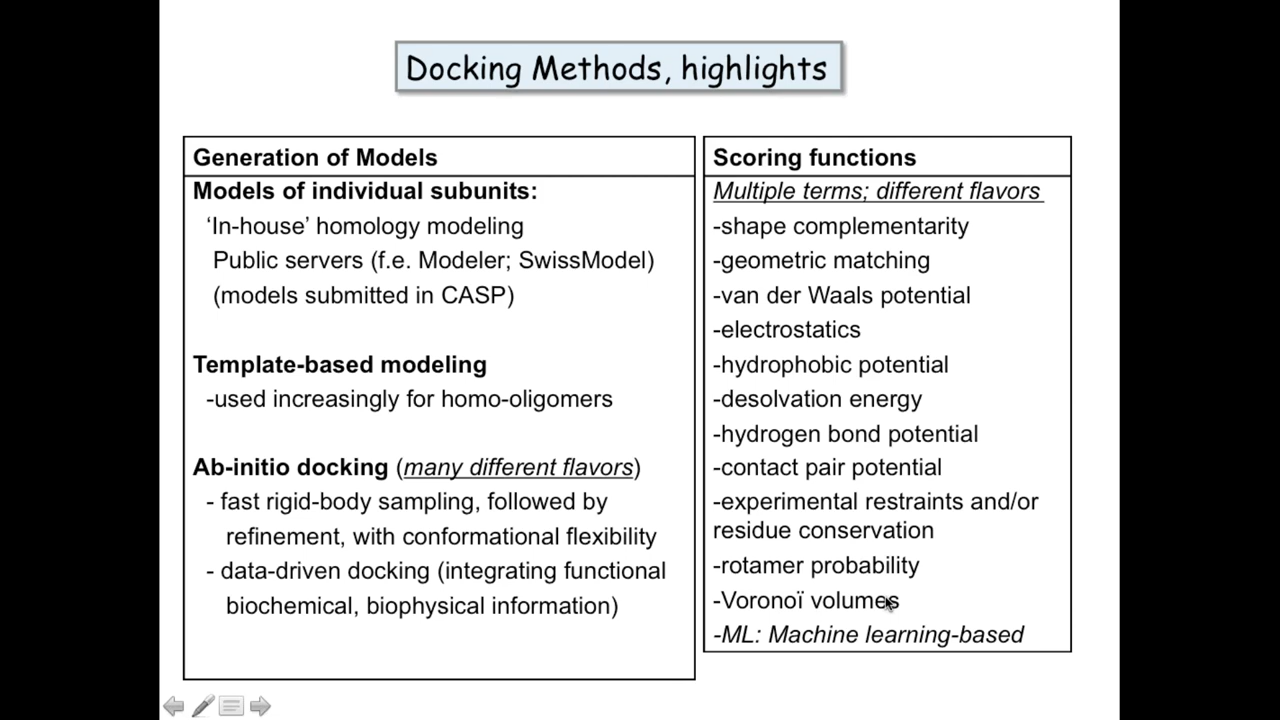 Docking Methods, highlights
Generation of Models
Models of individual subunits:
‘In-house’ homology modeling
Public servers (f.e. Modeler; SwissModel)
(models submitted in CASP)
Template-based modeling
-used increasingly for homo-oligomers
Ab-initio docking (many different flavors)
- fast rigid-body sampling, followed by
refinement, with conformational flexibility
- data-driven docking (integrating functional
biochemical, biophysical information)
Scoring functions
Multiple terms; different flavors
-shape complementarity
-geometric matching
-van der Waals potential
-electrostatics
-hydrophobic potential
-desolvation energy
-hydrogen bond potential
-contact pair potential
-experimental restraints and/or
residue conservation
-rotamer probability
-Voronoï volumes
-ML: Machine learning-based